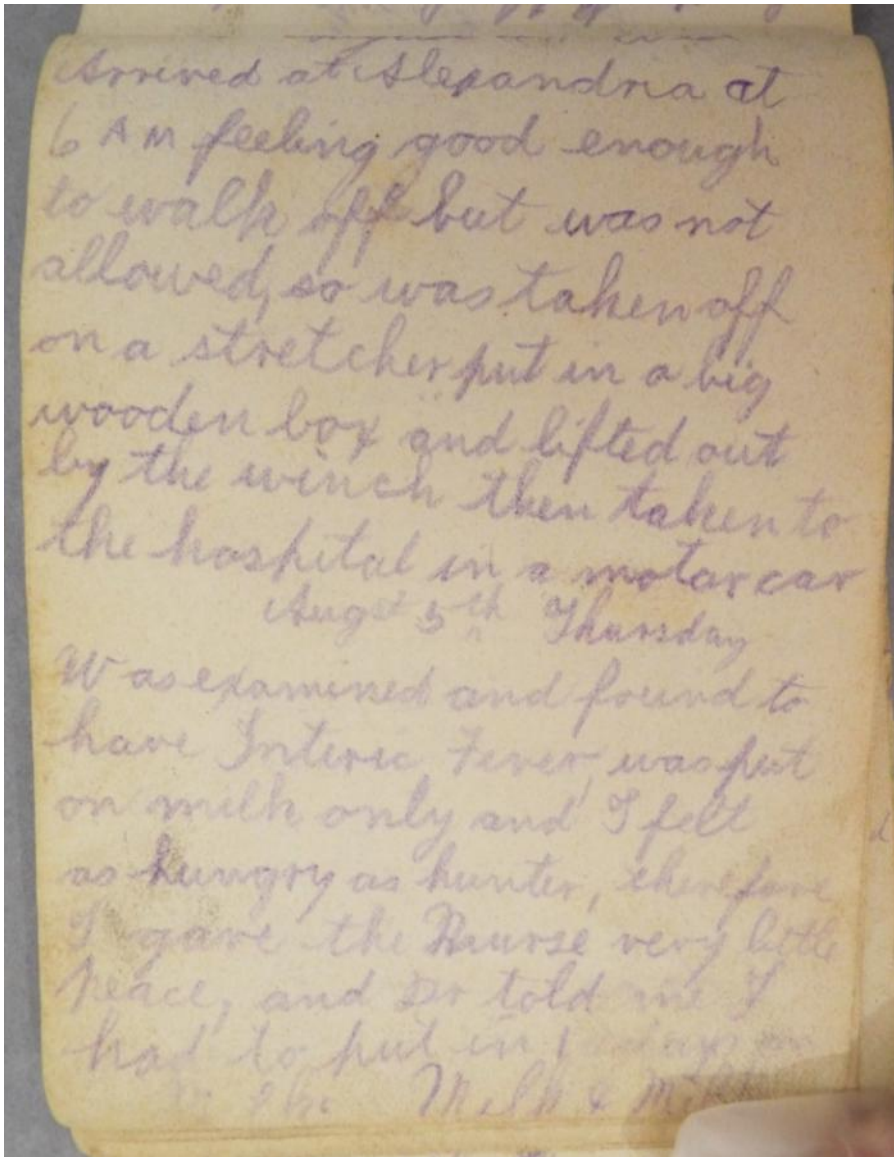 Arrived at Alexandria at
6 AM feeling good enough
to walk off but was not
allowed, so was taken off
on a stretcher put in a big
wooden box and lifted out
by the winch then taken to
the hospital in a motor car
Augst 5th Thursday
Was examined and found to
have Interic Fever, was put
on milk only and I felt
as hungry as hunter, therefore
I gave the Nurse very little
peace, and told me I
had to put in days on
Milk & Milk